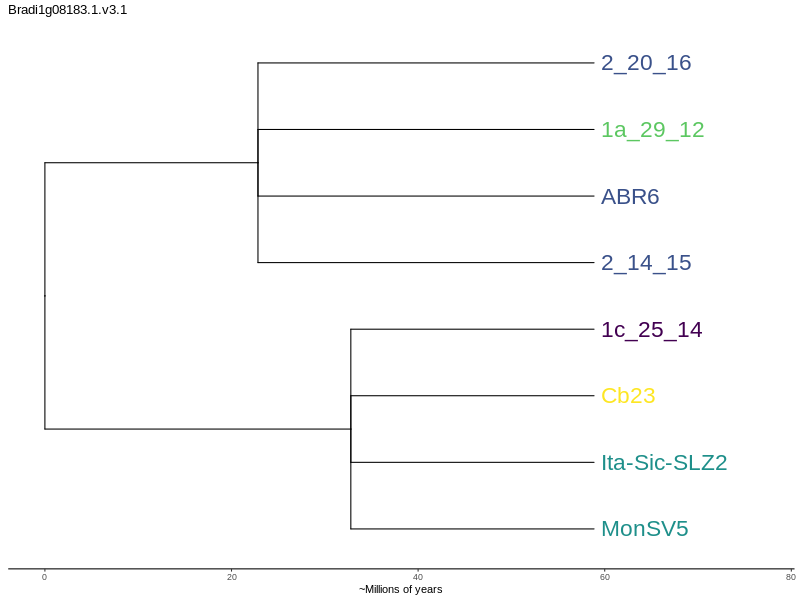 Bradi1g08183.1.v3.1
2_20_16
1a_29_12
ABR6
2_14_15
1c_25_14
Cb23
Ita-Sic-SLZ2
MonSV5
0 20 40 60 80
~Millions of years